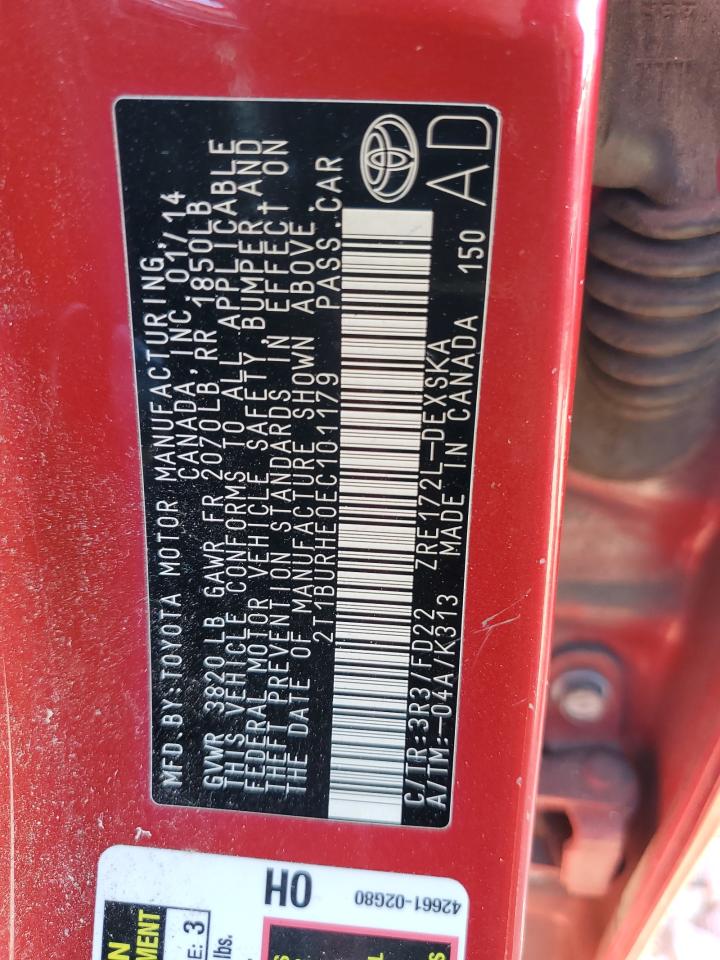 MFD.BY:TOYOTA MOTOR MANUFACTURING,
CANADA,INC.01/14
GVWR 3820LB GAWR FR 2070LB,RR 1850LB
THIS VEHICLE CONFORMS TO ALL APPLICABLE
FEDERAL MOTOR VEHICLE SAFETY, BUMPER,AND
THEFT PREVENTION STANDARDS IN EFFECT ON
THE DATE OF MANUFACTURE SHOWN ABOVE.
2T1BURHE0EC101179 PASS.CAR
C/TR:3R3/FD22 ZRE172L-DEXSKA
A/TM:-04A/K313 MADE IN CANADA 150
AD
OH
42661-02G80
E: 3
lbs.